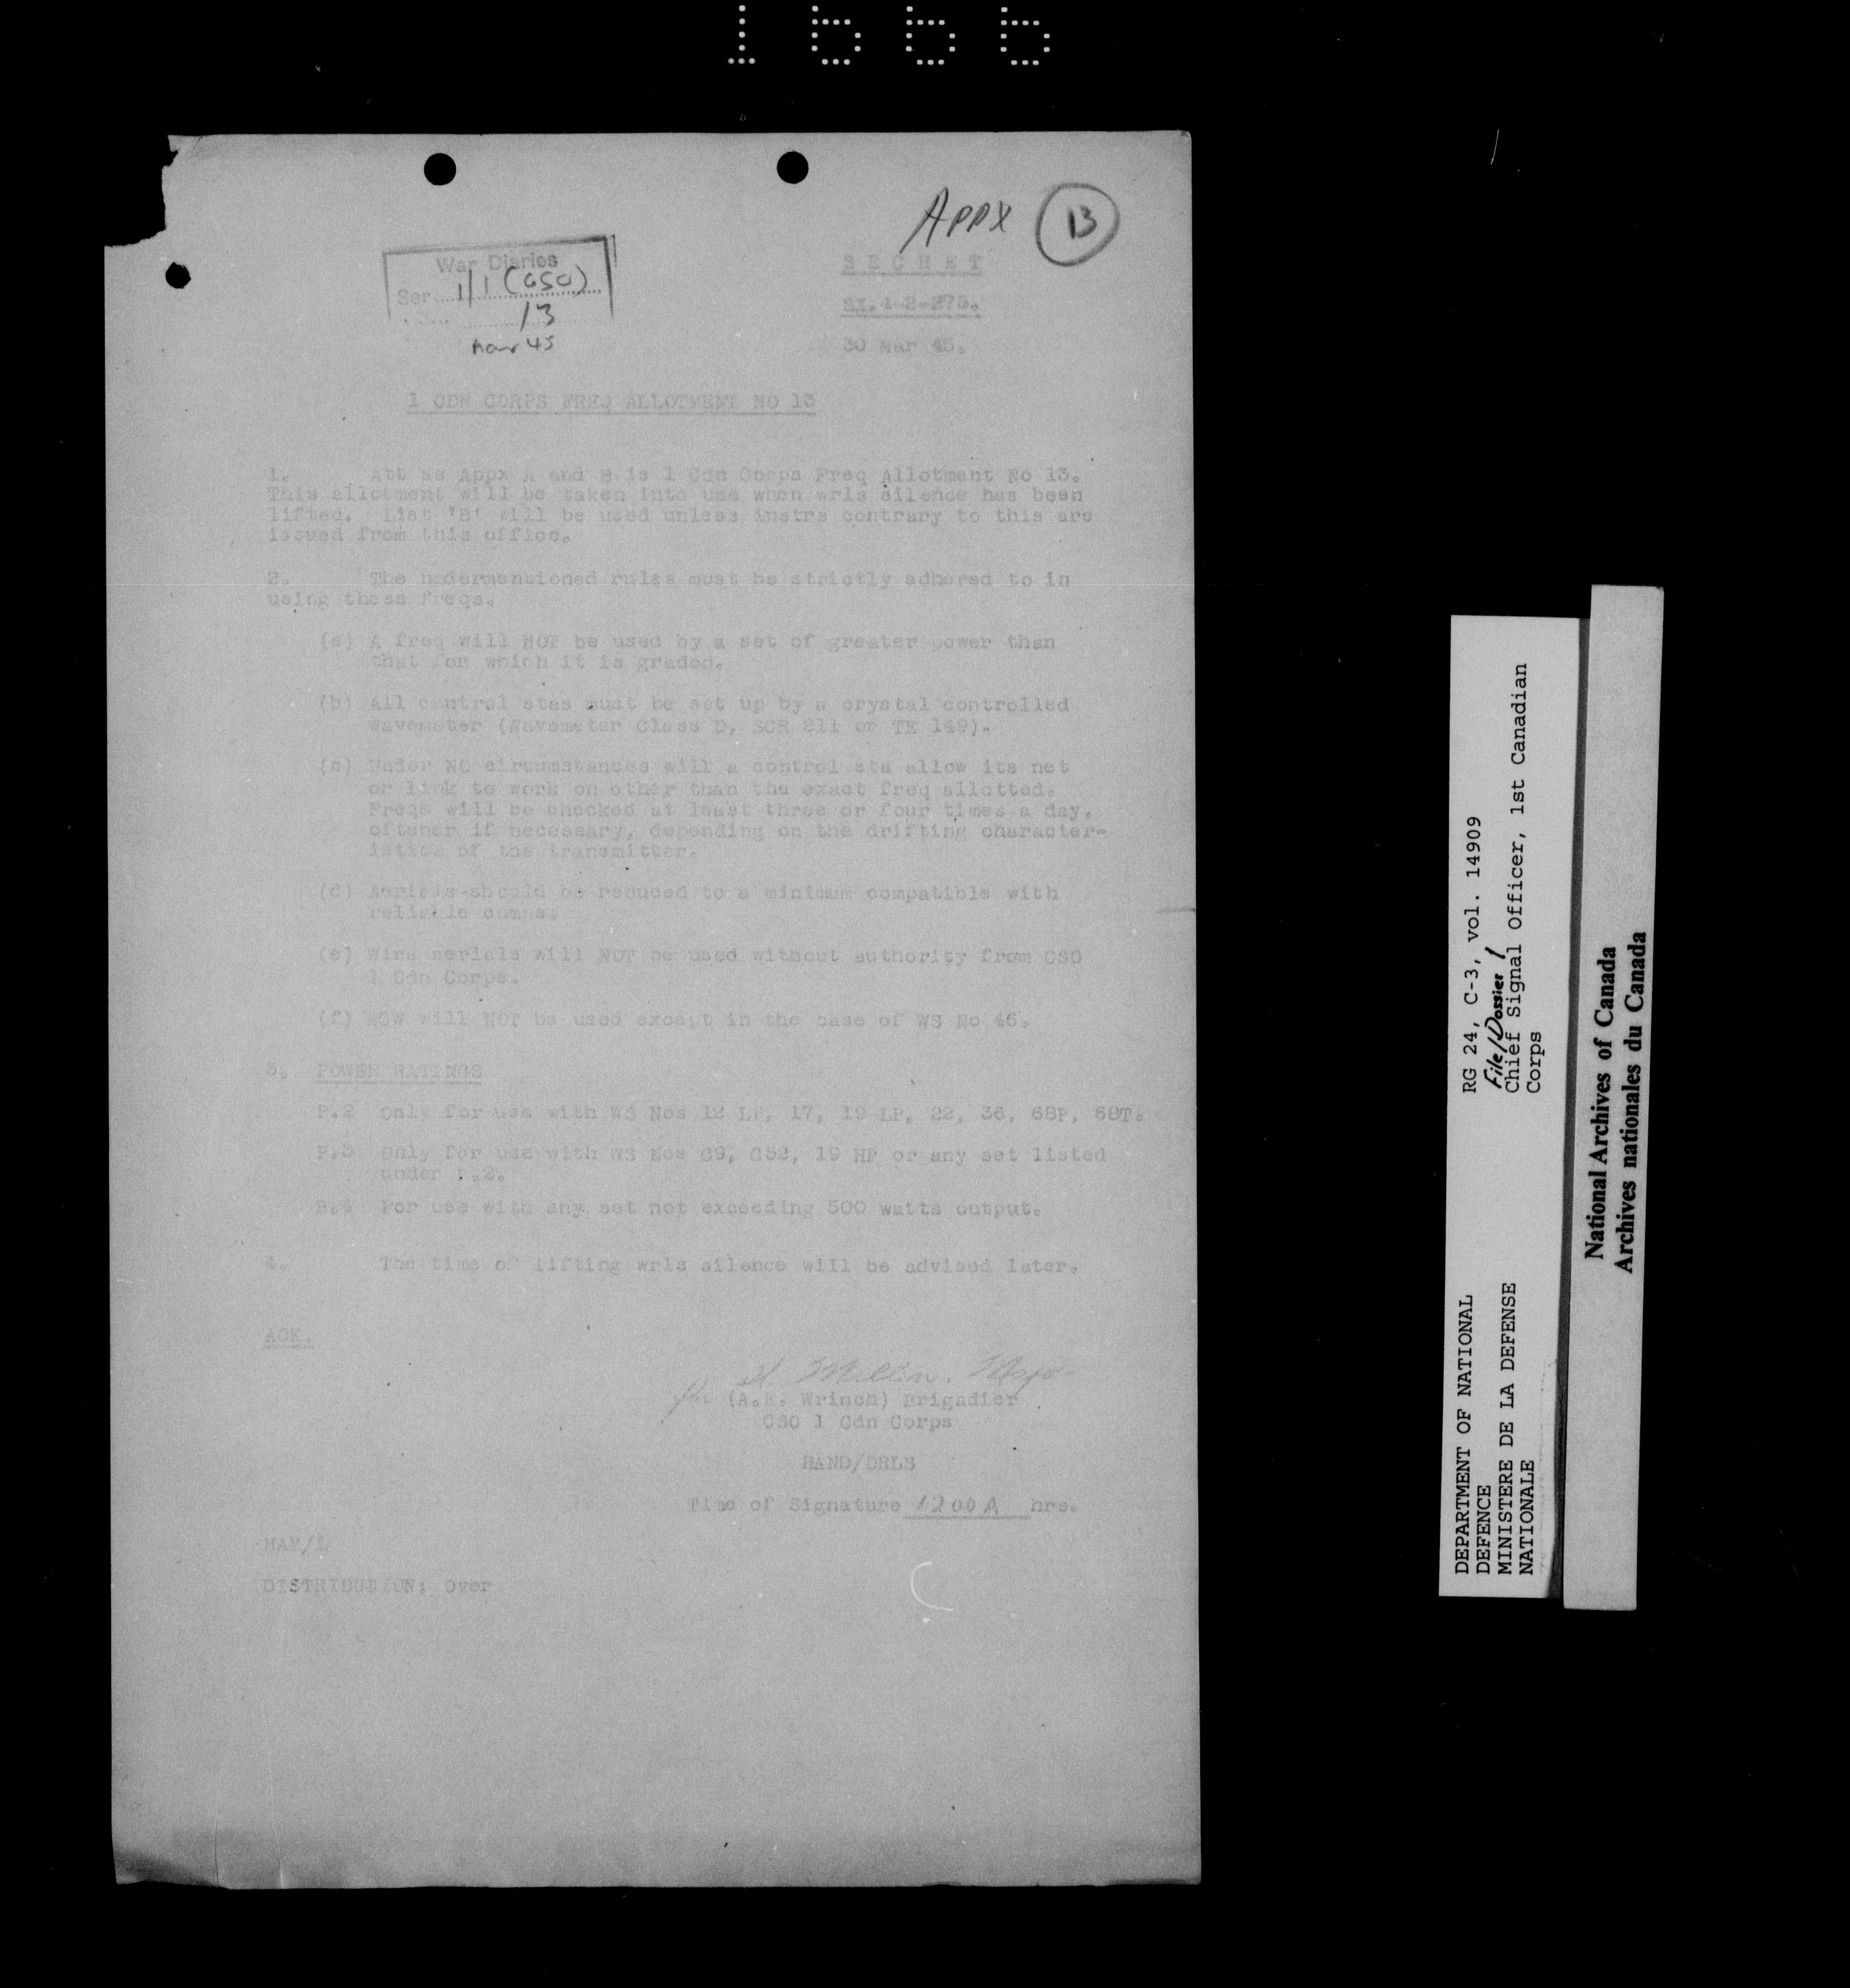 1666
APPX 13
War Diaries
Ser 1/1 (CSO)
13
Mar 45
SECRET
SX.1-2-275.
30 Mar 45.
1 CDN CORPS FREQ ALLOTMENT NO 13
1. Att as Appx A and B is 1 Cdn Corps Freq Allotment No 13.
This allotment will be taken into use when wrls silence has been
lifted. List 'B' will be used unless instrs contrary to this are
issued from this office.
2. The undermentioned rules must be strictly adhered to in
using these freqs.
(a) A freq will NOT be used by a set of greater power than
that for which it is graded.
(b) All control stas must be set up by a crystal controlled
wavemeter (Wavemeter Class D, SCR 211 or TE 149).
(c) Under NO circumstances will a control sta allow its net
or link to work on other than the exact freq allotted.
Freqs will be checked at least three or four times a day,
oftener if necessary, depending on the drifting character-
istics of the transmitter.
(d) Aerials should be reduced to a minimum compatible with
reliable comns.
(e) Wire aerials will NOT be used without authority from CSO
1 Cdn Corps.
(f) MCW will NOT be used except in the case of WS No 46.
3. POWER RATINGS
P.2 Only for use with WS Nos 12 LP, 17, 19 LP, 22, 36, 68P, 68T.
P.3 Only for use with WS Nos C9, C52, 19 HP or any set listed
under P.2.
P.4 For use with any set not exceeding 500 watts output.
4. The time of lifting wrls silence will be advised later.
ACK.
for (A.E. Wrinch) Brigadier
CSO 1 Cdn Corps
HAND/DRLS
Time of Signature 1200A hrs.
HAM/L
DISTRIBUTION: Over
RG 24, C-3, vol. 14909
File/Dossier 1
Chief Signal Officer, 1st Canadian
Corps
DEPARTMENT OF NATIONAL
DEFENCE
MINISTERE DE LA DEFENSE
NATIONALE
National Archives of Canada
Archives nationales du Canada